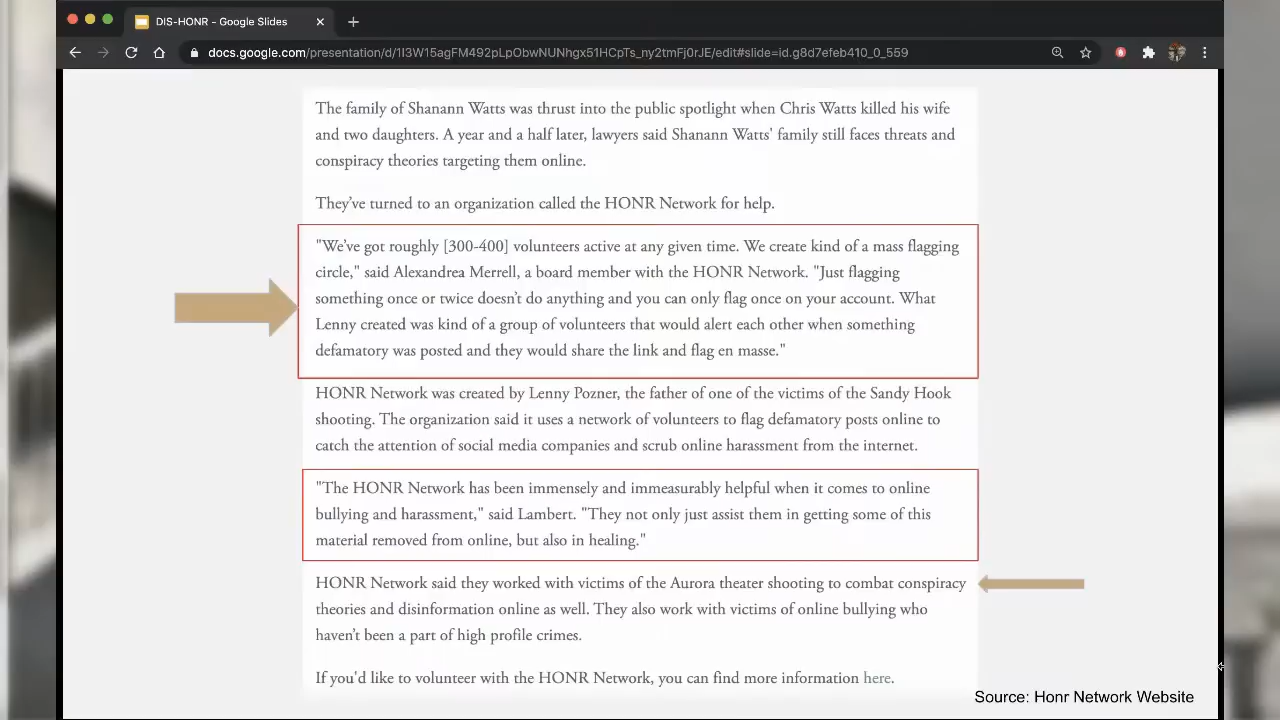 DIS-HONR - Google Slides
docs.google.com/presentation/d/1I3W15agFM492pLpObwNUNhgx51HCpTs_ny2tmFj0rJE/edit#slide=id.g8d7efeb410_0_559
The family of Shanann Watts was thrust into the public spotlight when Chris Watts killed his wife
and two daughters. A year and a half later, lawyers said Shanann Watts' family still faces threats and
conspiracy theories targeting them online.
They've turned to an organization called the HONR Network for help.
"We've got roughly [300-400] volunteers active at any given time. We create kind of a mass flagging
circle," said Alexandrea Merrell, a board member with the HONR Network. "Just flagging
something once or twice doesn't do anything and you can only flag once on your account. What
Lenny created was kind of a group of volunteers that would alert each other when something
defamatory was posted and they would share the link and flag en masse."
HONR Network was created by Lenny Pozner, the father of one of the victims of the Sandy Hook
shooting. The organization said it uses a network of volunteers to flag defamatory posts online to
catch the attention of social media companies and scrub online harassment from the internet.
"The HONR Network has been immensely and immeasurably helpful when it comes to online
bullying and harassment," said Lambert. "They not only just assist them in getting some of this
material removed from online, but also in healing."
HONR Network said they worked with victims of the Aurora theater shooting to combat conspiracy
theories and disinformation online as well. They also work with victims of online bullying who
haven't been a part of high profile crimes.
If you'd like to volunteer with the HONR Network, you can find more information here.
Source: Honr Network Website